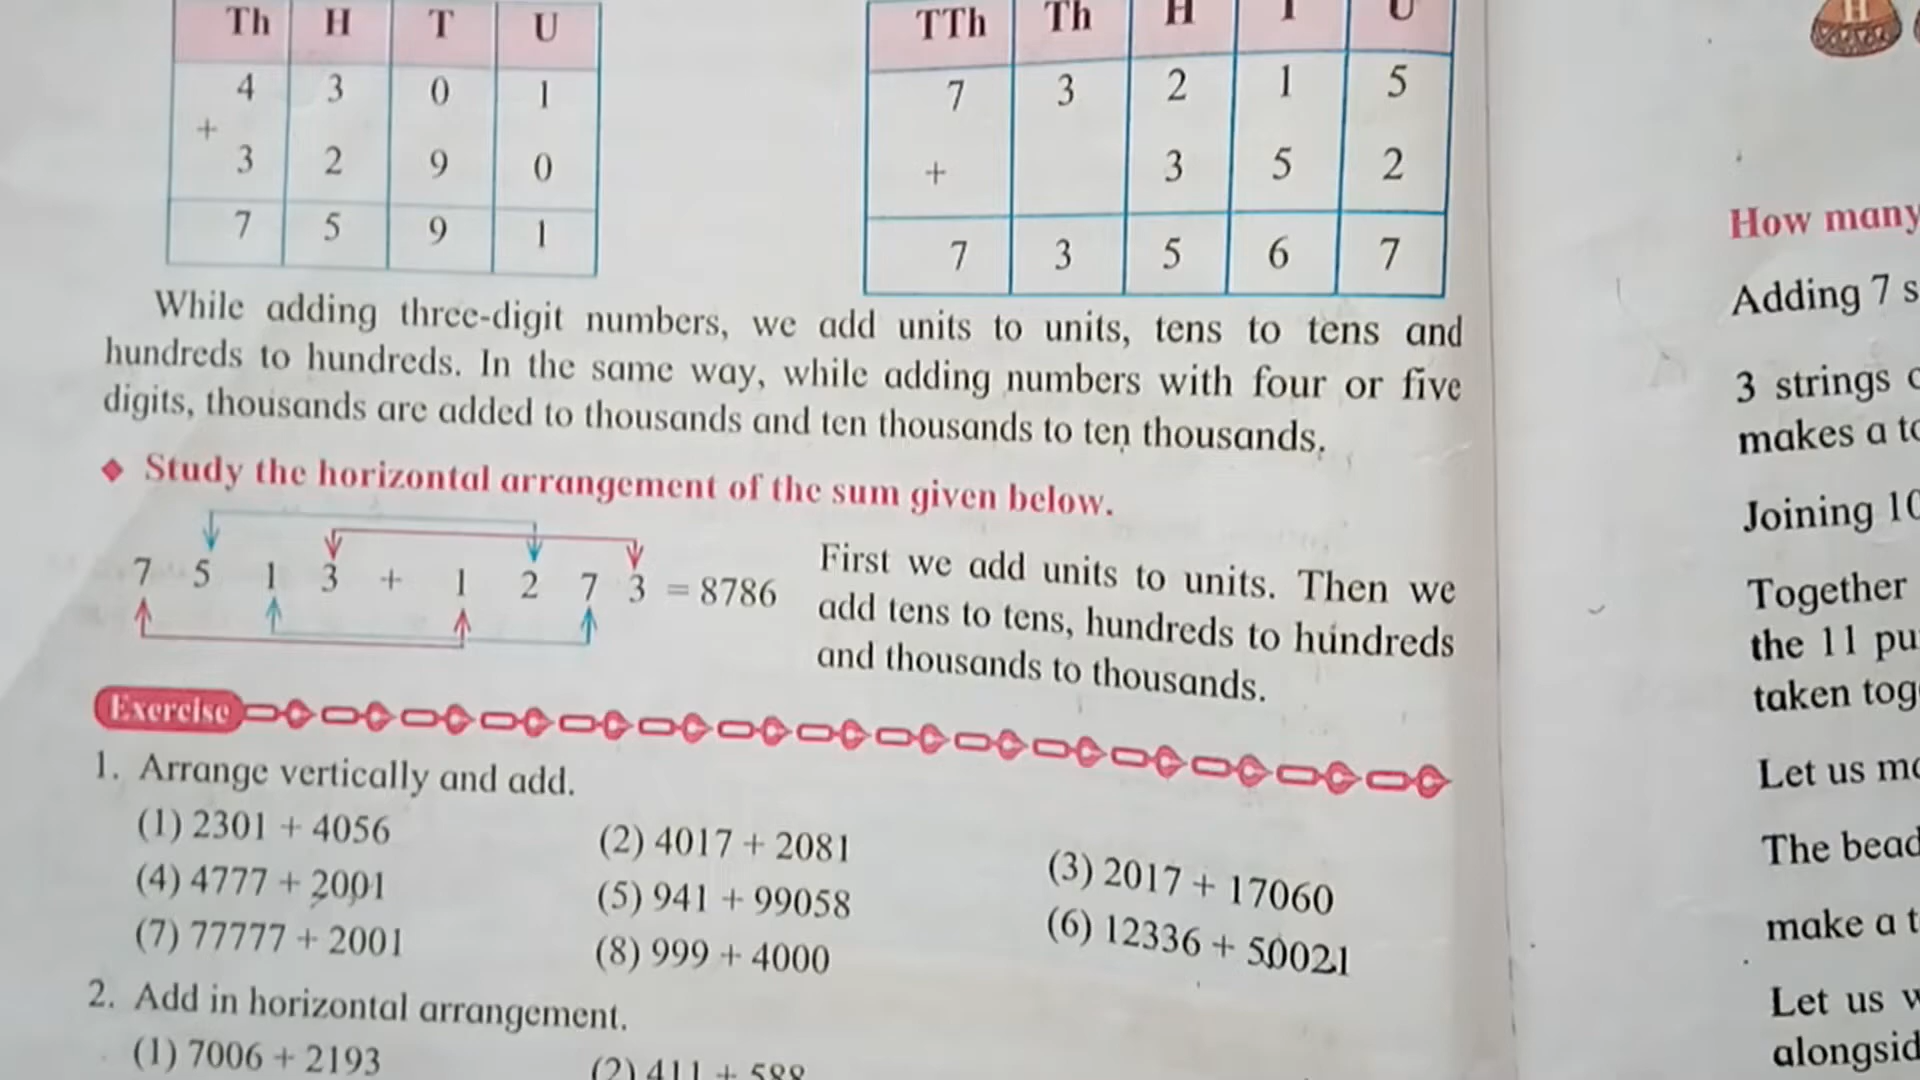 Th H T U
4 3 0 1
+
3 2 9 0
7 5 9 1
TTh Th H T U
7 3 2 1 5
+ 3 5 2
7 3 5 6 7
While adding three-digit numbers, we add units to units, tens to tens and
hundreds to hundreds. In the same way, while adding numbers with four or five
digits, thousands are added to thousands and ten thousands to ten thousands.
Study the horizontal arrangement of the sum given below.
7 5 1 3 + 1 2 7 3 = 8786
First we add units to units. Then we
add tens to tens, hundreds to hundreds
and thousands to thousands.
Exercise
1. Arrange vertically and add.
(1) 2301 + 4056 (2) 4017 + 2081 (3) 2017 + 17060
(4) 4777 + 2001 (5) 941 + 99058 (6) 12336 + 50021
(7) 77777 + 2001 (8) 999 + 4000
2. Add in horizontal arrangement.
(1) 7006 + 2193 (2) 411 + 588
H
How many
Adding 7 s
3 strings
makes a
Joining 10
Together
the 11 pu
taken tog
Let us
The bead
make a t
Let us
alongsid